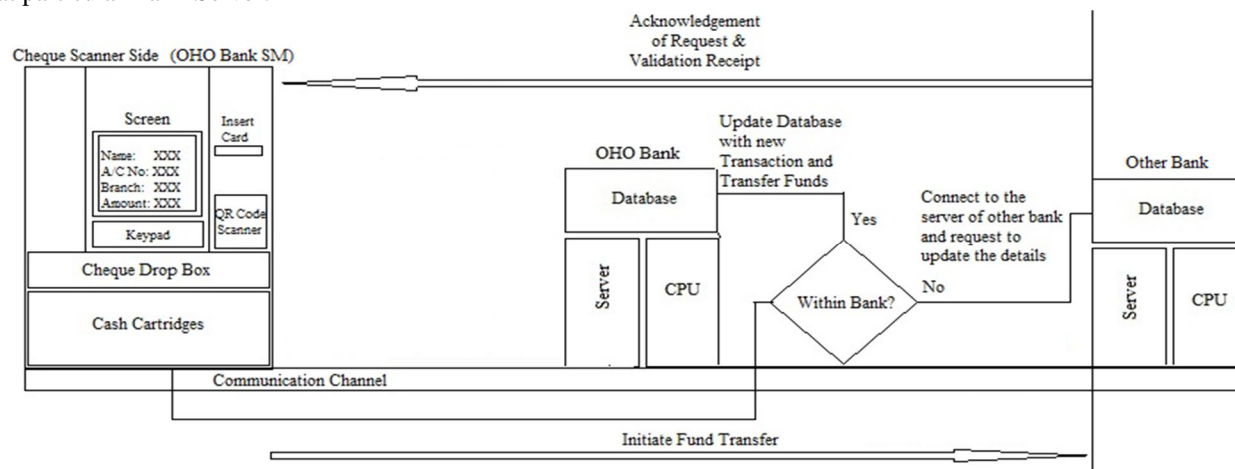 Acknowledgement
of Request &
Validation Receipt
Cheque Scanner Side (OHO Bank SM)
Screen
Name: XXX
A/C No: XXX
Branch: XXX
Amount: XXX
Keypad
Insert
Card
QR Code
Scanner
Cheque Drop Box
Cash Cartridges
OHO Bank
Database
Server
CPU
Update Database
with new
Transaction and
Transfer Funds
Yes
Within Bank?
No
Connect to the
server of other bank
and request to
update the details
Other Bank
Database
Server
CPU
Communication Channel
Initiate Fund Transfer